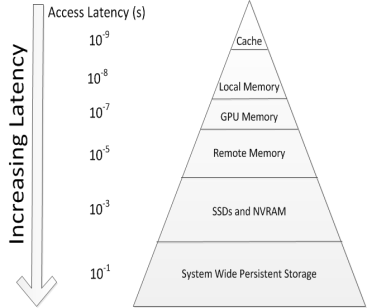 Access Latency (s)
Increasing Latency
10⁻⁹
Cache
10⁻⁸
Local Memory
10⁻⁷
GPU Memory
10⁻⁵
Remote Memory
10⁻³
SSDs and NVRAM
10⁻¹
System Wide Persistent Storage